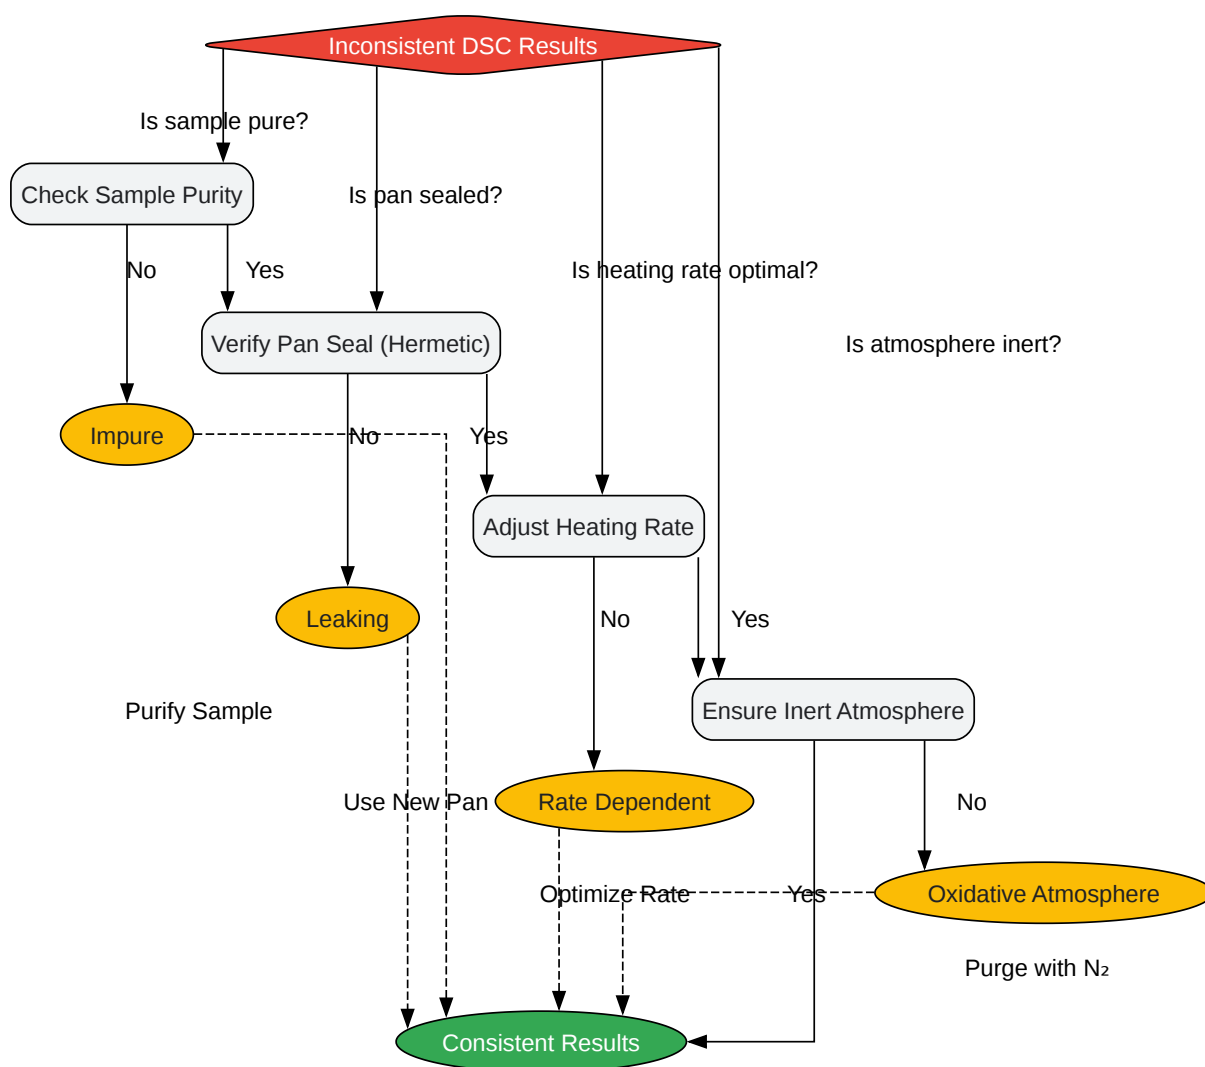 Inconsistent DSC Results
Is sample pure?
Check Sample Purity
Is pan sealed?
No
Yes
Is heating rate optimal?
Verify Pan Seal (Hermetic)
Is atmosphere inert?
Impure
No
Yes
Adjust Heating Rate
Leaking
No
Yes
Purify Sample
Ensure Inert Atmosphere
Use New Pan
Rate Dependent
No
Optimize Rate
Yes
Oxidative Atmosphere
Purge with N₂
Consistent Results